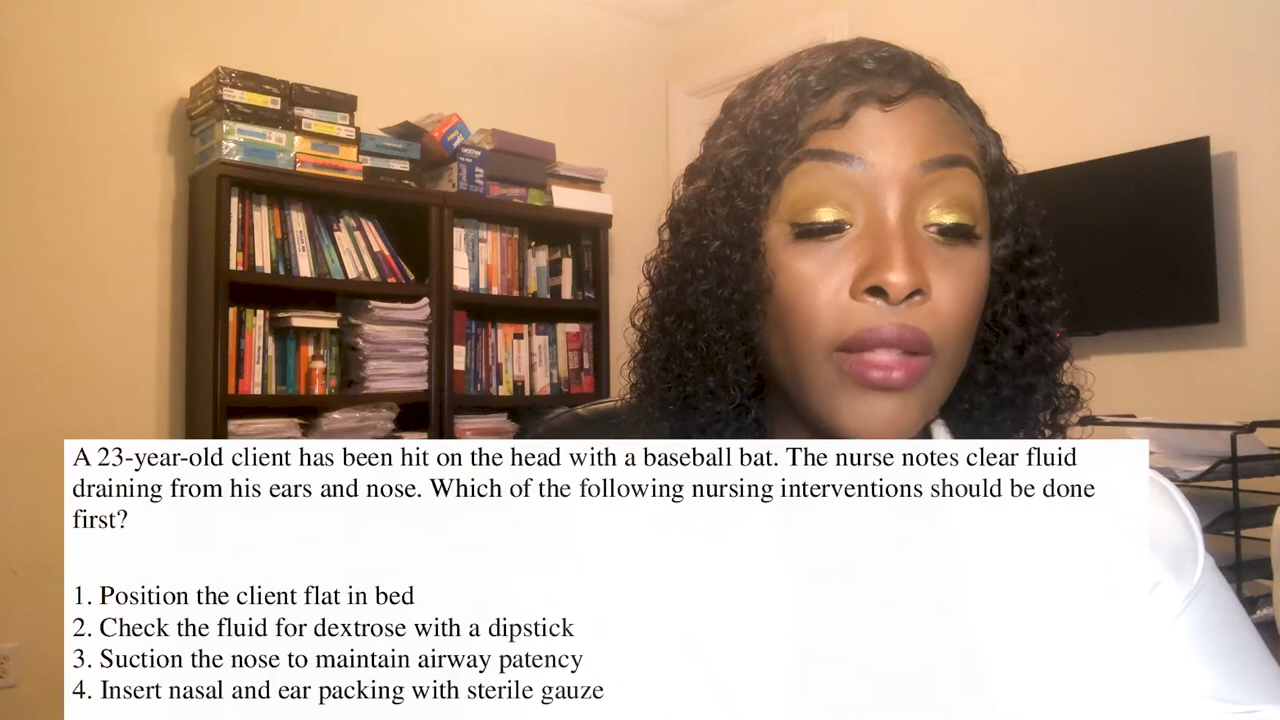 A 23-year-old client has been hit on the head with a baseball bat. The nurse notes clear fluid
draining from his ears and nose. Which of the following nursing interventions should be done
first?
1. Position the client flat in bed
2. Check the fluid for dextrose with a dipstick
3. Suction the nose to maintain airway patency
4. Insert nasal and ear packing with sterile gauze